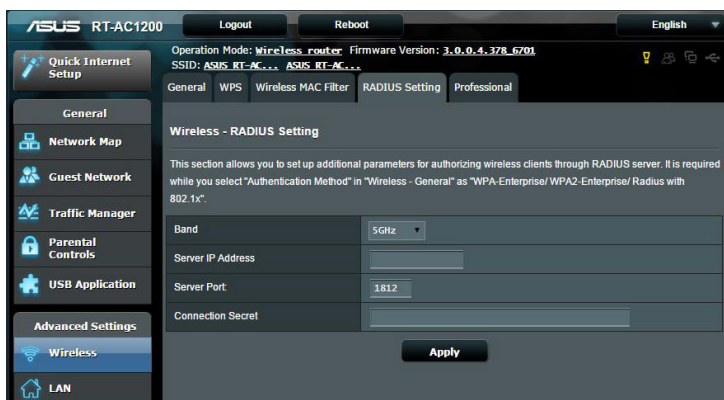 ASUS RT-AC1200
Logout
Reboot
English
Quick Internet
Setup
Operation Mode: Wireless router Firmware Version: 3.0.0.4.378_6701
SSID: ASUS RT-AC... ASUS RT-AC...
General WPS Wireless MAC Filter RADIUS Setting Professional
General
Network Map
Guest Network
Traffic Manager
Parental
Controls
USB Application
Advanced Settings
Wireless
LAN
Wireless - RADIUS Setting
This section allows you to set up additional parameters for authorizing wireless clients through RADIUS server. It is required
while you select "Authentication Method" in "Wireless - General" as "WPA-Enterprise/ WPA2-Enterprise/ Radius with
802.1x".
Band 5GHz
Server IP Address
Server Port: 1812
Connection Secret
Apply